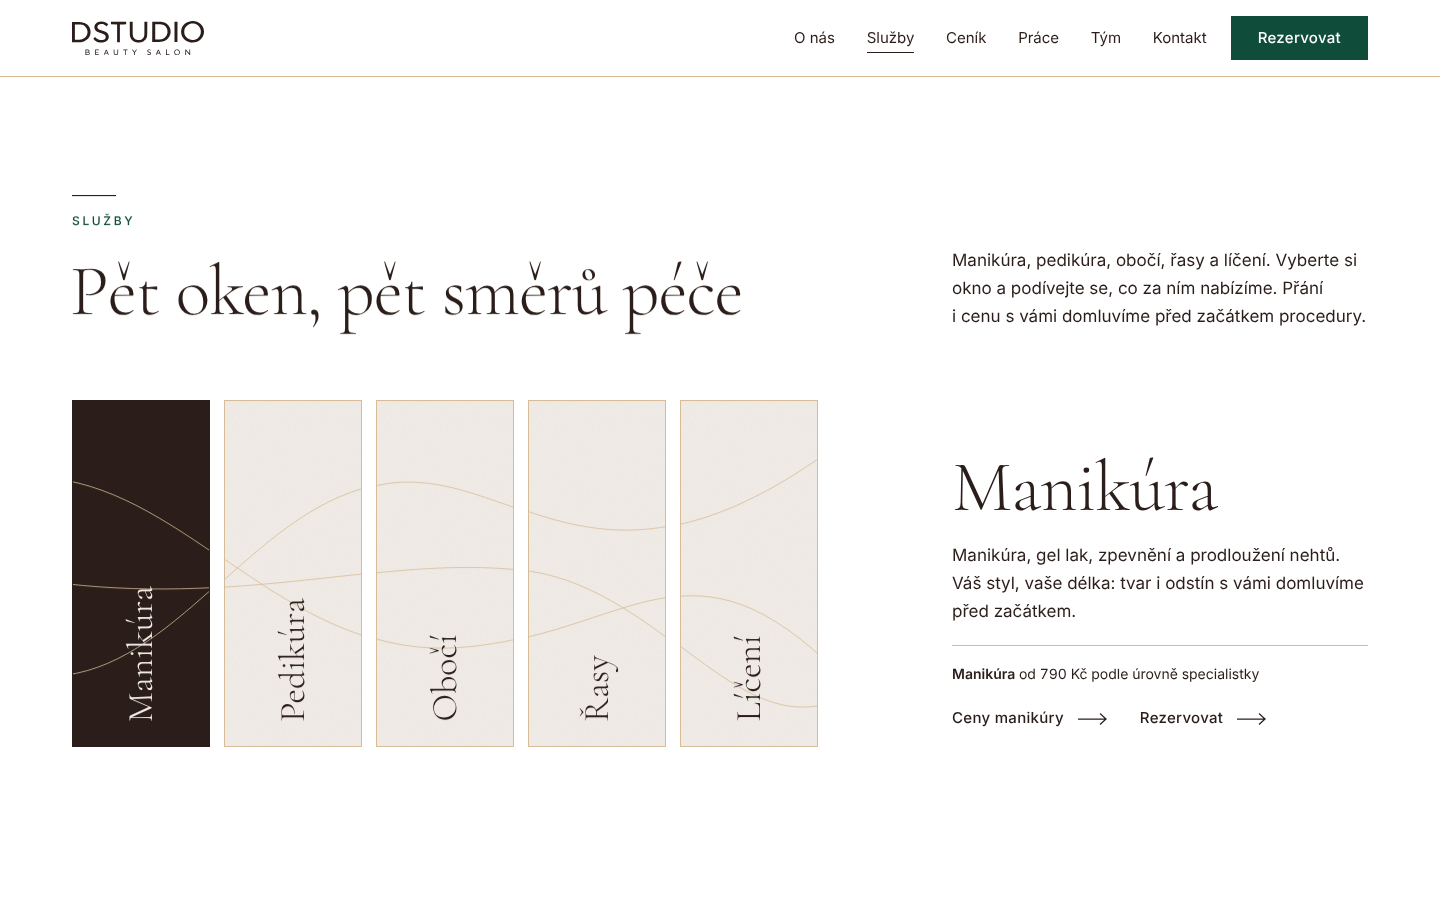 DSTUDIO
BEAUTY SALON
O nás
Služby
Ceník
Práce
Tým
Kontakt
Rezervovat
SLUŽBY
Pět oken, pět směrů péče
Manikúra, pedikúra, obočí, řasy a líčení. Vyberte si
okno a podívejte se, co za ním nabízíme. Přání
i cenu s vámi domluvíme před začátkem procedury.
Manikúra
Pedikúra
Obočí
Řasy
Líčení
Manikúra
Manikúra, gel lak, zpevnění a prodloužení nehtů.
Váš styl, vaše délka: tvar i odstín s vámi domluvíme
před začátkem.
Manikúra od 790 Kč podle úrovně specialistky
Ceny manikúry
Rezervovat